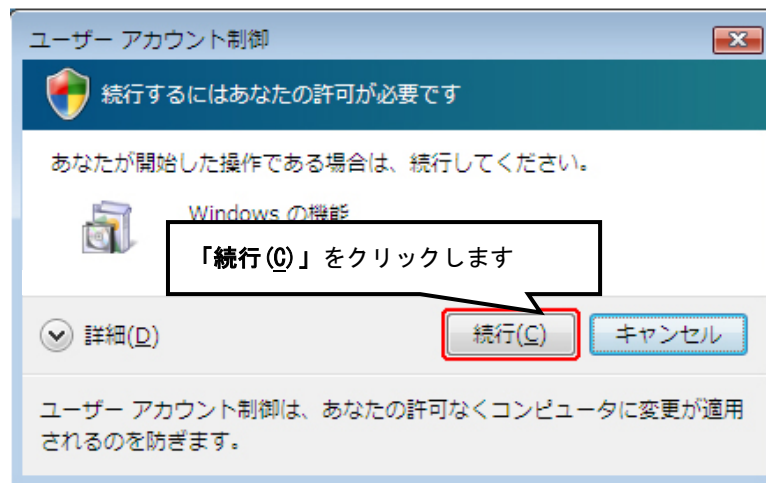 ユーザー アカウント制御
続行するにはあなたの許可が必要です
あなたが開始した操作である場合は、続行してください。
Windows の機能
「続行(C)」をクリックします
詳細(D)
続行(C)
キャンセル
ユーザー アカウント制御は、あなたの許可なくコンピュータに変更が適用
されるのを防ぎます。